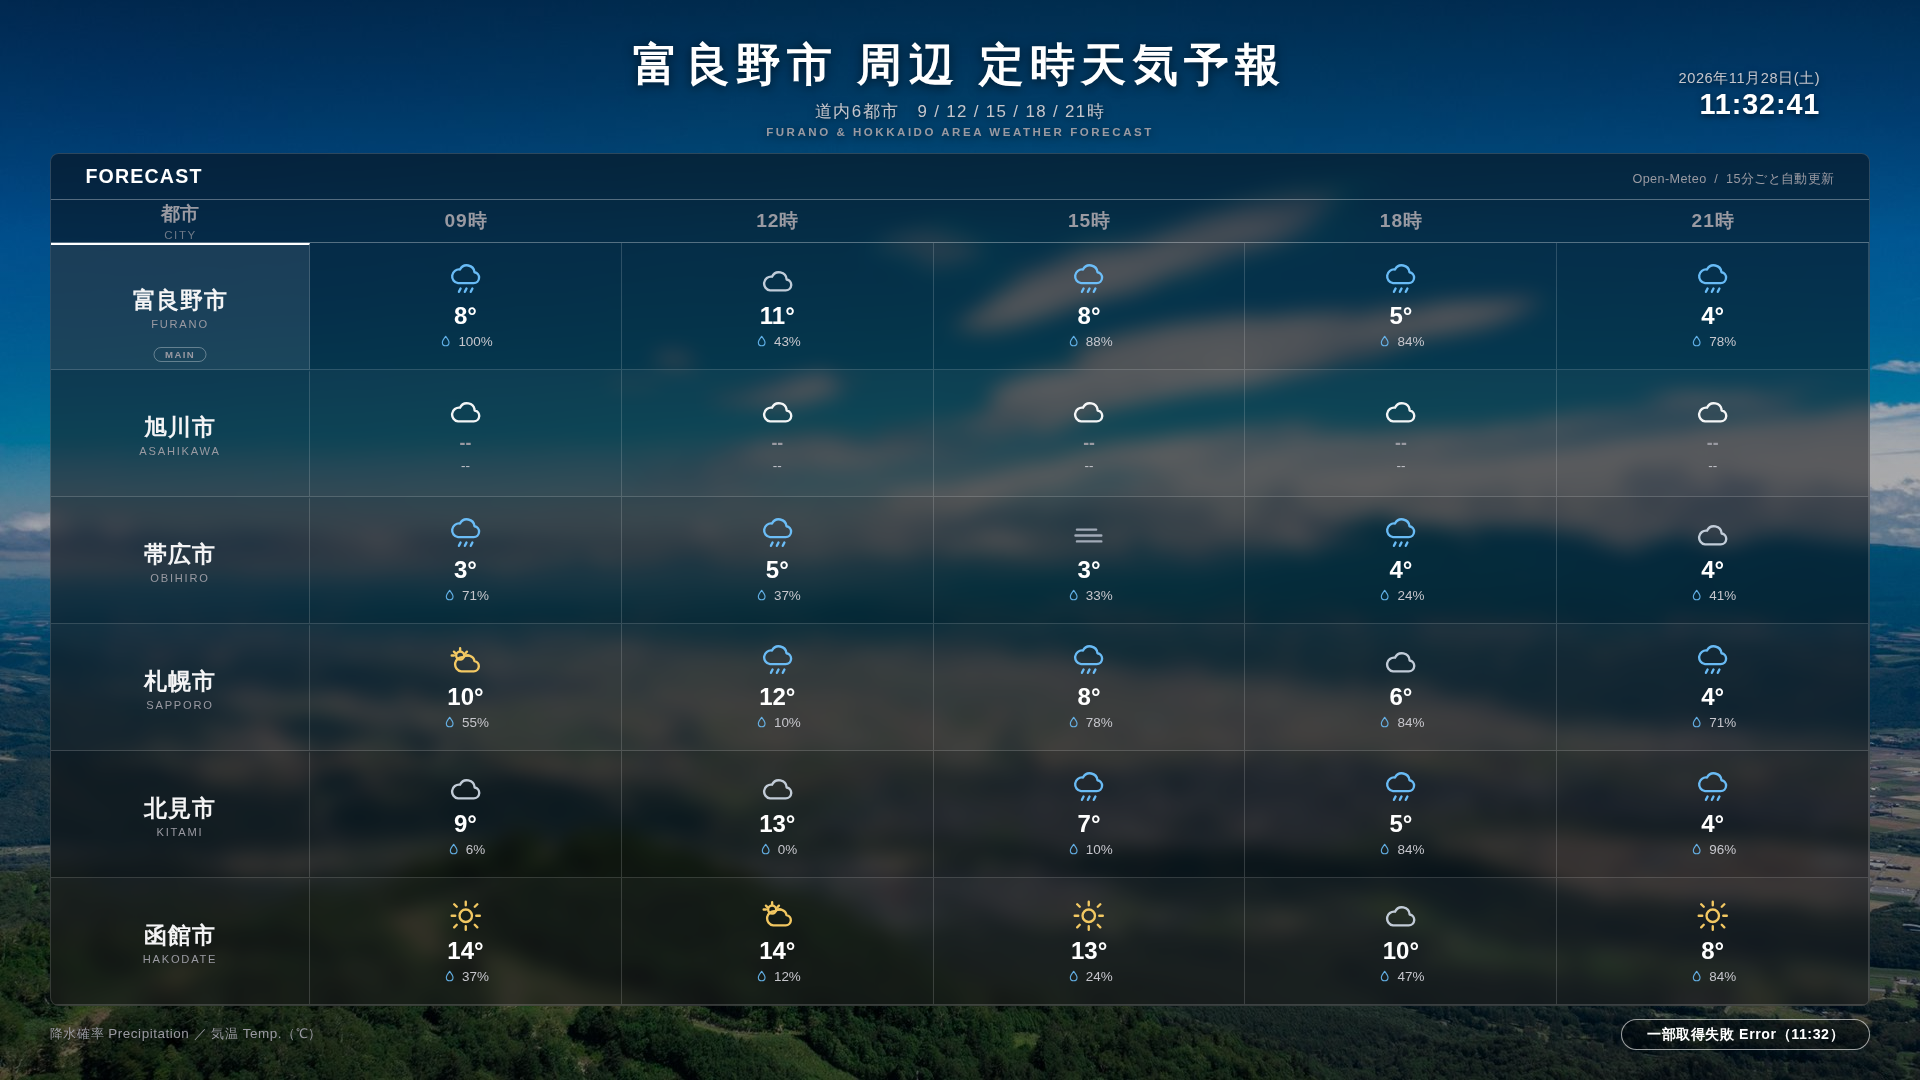 富良野市 周辺 定時天気予報
道内6都市　9 / 12 / 15 / 18 / 21時
FURANO & HOKKAIDO AREA WEATHER FORECAST
2026年11月28日(土)
11:32:41
FORECAST
Open-Meteo / 15分ごと自動更新
都市 09時 12時 15時 18時 21時
CITY
富良野市
FURANO
MAIN
8° 11° 8° 5° 4°
100% 43% 88% 84% 78%
旭川市
ASAHIKAWA
-- -- -- -- --
-- -- -- -- --
帯広市
OBIHIRO
3° 5° 3° 4° 4°
71% 37% 33% 24% 41%
札幌市
SAPPORO
10° 12° 8° 6° 4°
55% 10% 78% 84% 71%
北見市
KITAMI
9° 13° 7° 5° 4°
6% 0% 10% 84% 96%
函館市
HAKODATE
14° 14° 13° 10° 8°
37% 12% 24% 47% 84%
降水確率 Precipitation ／ 気温 Temp.（℃）
一部取得失敗 Error（11:32）